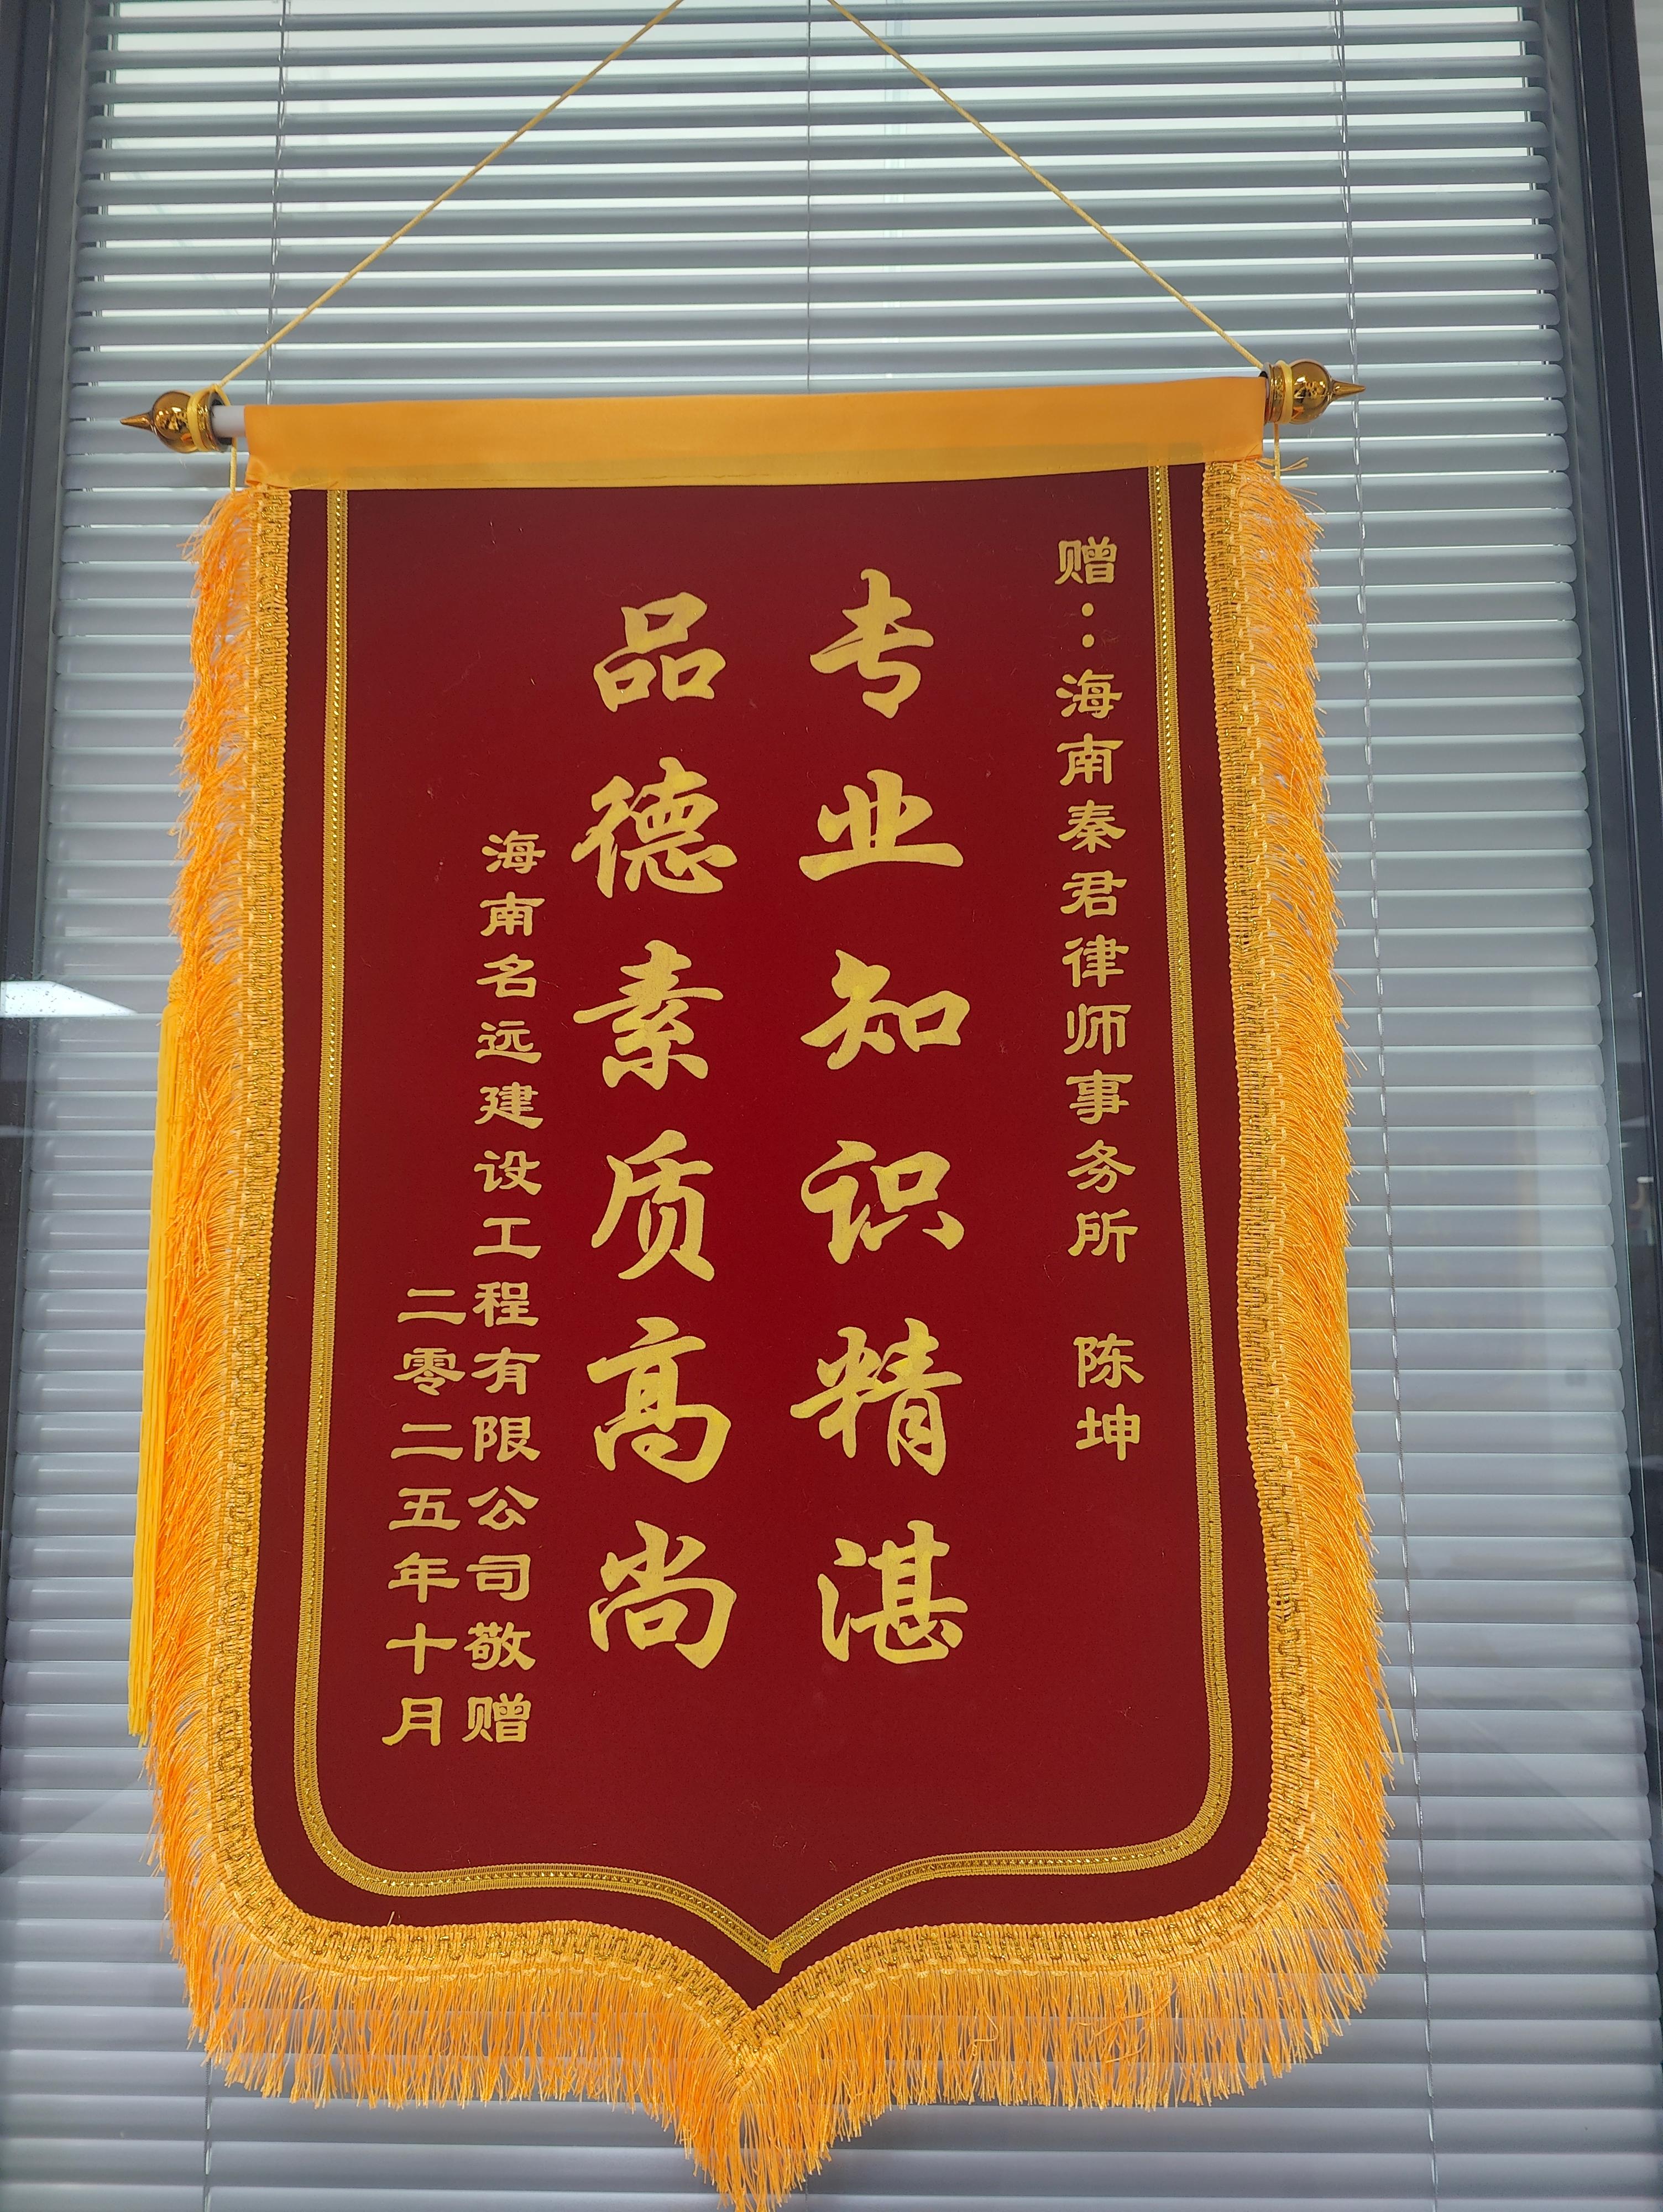 赠：海南秦君律师事务所 陈坤
专业知识精湛
品德素质高尚
海南名远建设工程有限公司敬赠
二零二五年十月